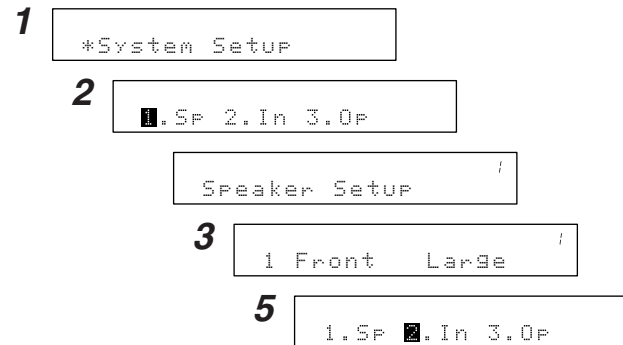 1
*System Setup
2
1.Sp 2.In 3.Op
1
Speaker Setup
3
1
1 Front Large
5
1.Sp 2.In 3.Op